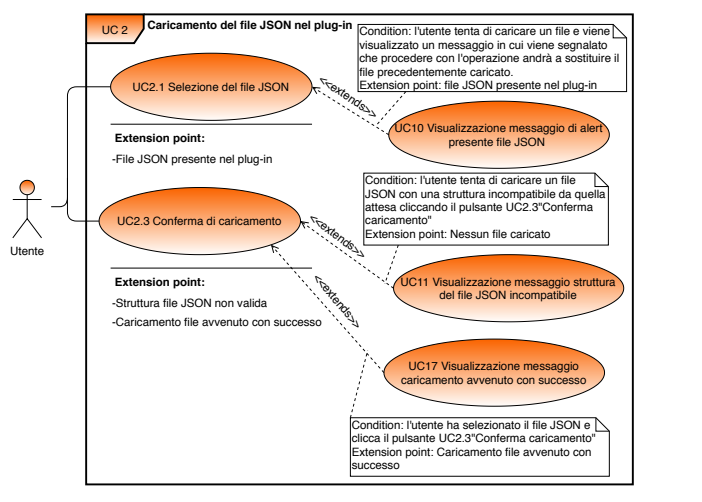 UC 2
Caricamento del file JSON nel plug-in
Condition: l'utente tenta di caricare un file e viene
visualizzato un messaggio in cui viene segnalato
che procedere con l'operazione andrà a sostituire il
file precedentemente caricato.
Extension point: file JSON presente nel plug-in
UC2.1 Selezione del file JSON
<<extends>>
UC10 Visualizzazione messaggio di alert
presente file JSON
Extension point:
-File JSON presente nel plug-in
Condition: l'utente tenta di caricare un file
JSON con una struttura incompatibile da quella
attesa cliccando il pulsante UC2.3"Conferma
caricamento"
Extension point: Nessun file caricato
Utente
UC2.3 Conferma di caricamento
<<extends>>
UC11 Visualizzazione messaggio struttura
del file JSON incompatibile
Extension point:
-Struttura file JSON non valida
-Caricamento file avvenuto con successo
<<extends>>
UC17 Visualizzazione messaggio
caricamento avvenuto con successo
Condition: l'utente ha selezionato il file JSON e
clicca il pulsante UC2.3"Conferma caricamento"
Extension point: Caricamento file avvenuto con
successo